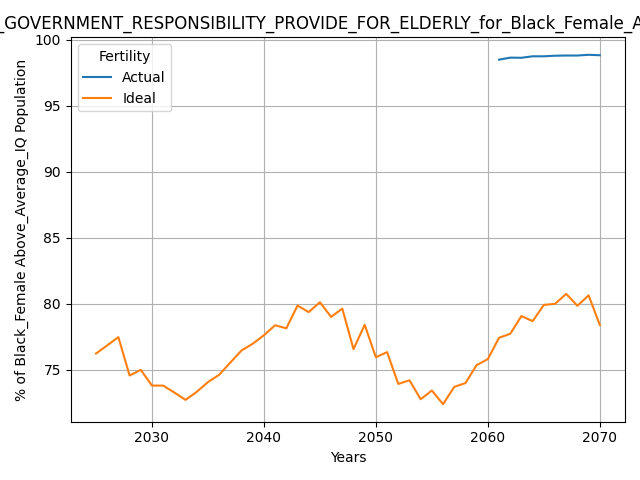 _GOVERNMENT_RESPONSIBILITY_PROVIDE_FOR_ELDERLY_for_Black_Female_A
Fertility
Actual
Ideal
100
95
90
85
80
75
% of Black_Female Above_Average_IQ Population
2030 2040 2050 2060 2070
Years